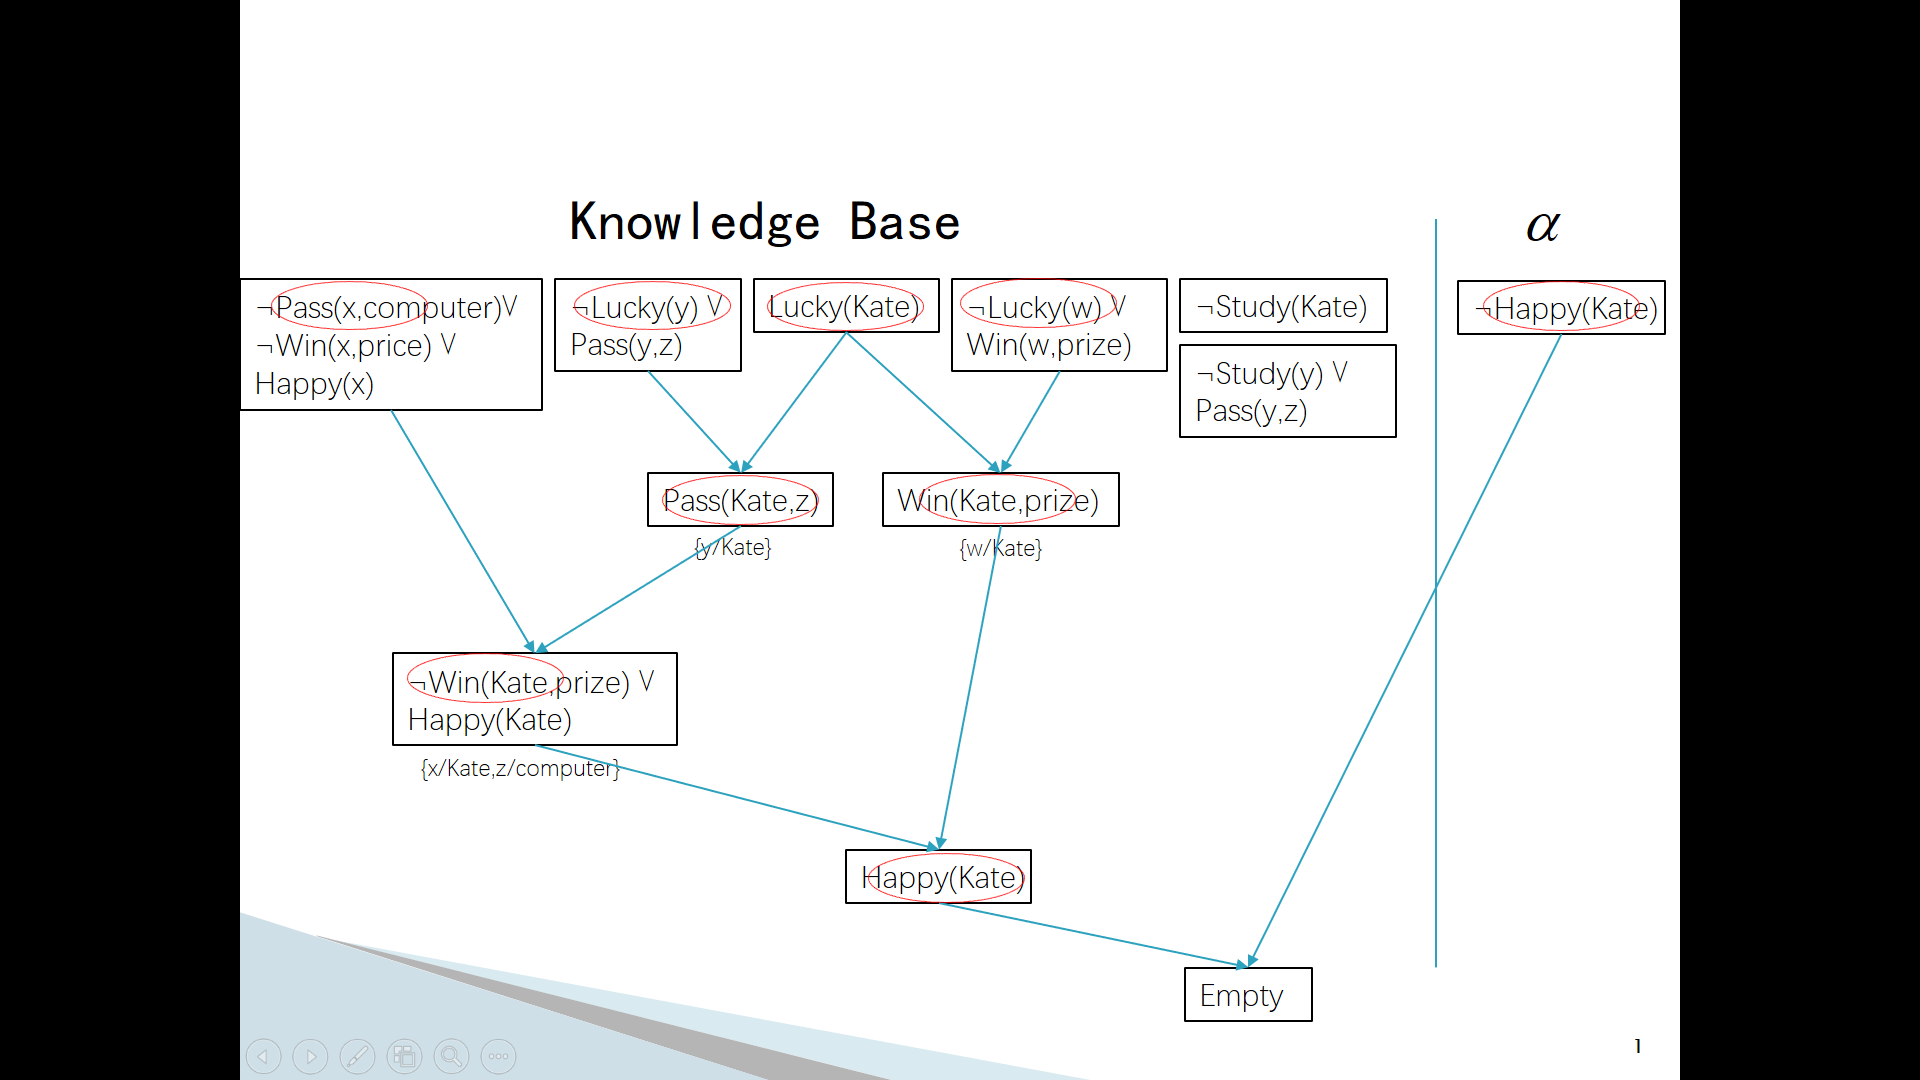 Knowledge Base
α
¬Pass(x,computer)∨
¬Win(x,price) ∨
Happy(x)
¬Lucky(y) ∨
Pass(y,z)
Lucky(Kate)
¬Lucky(w) ∨
Win(w,prize)
¬Study(Kate)
¬Study(y) ∨
Pass(y,z)
¬Happy(Kate)
Pass(Kate,z)
{y/Kate}
Win(Kate,prize)
{w/Kate}
¬Win(Kate,prize) ∨
Happy(Kate)
{x/Kate,z/computer}
Happy(Kate)
Empty
1